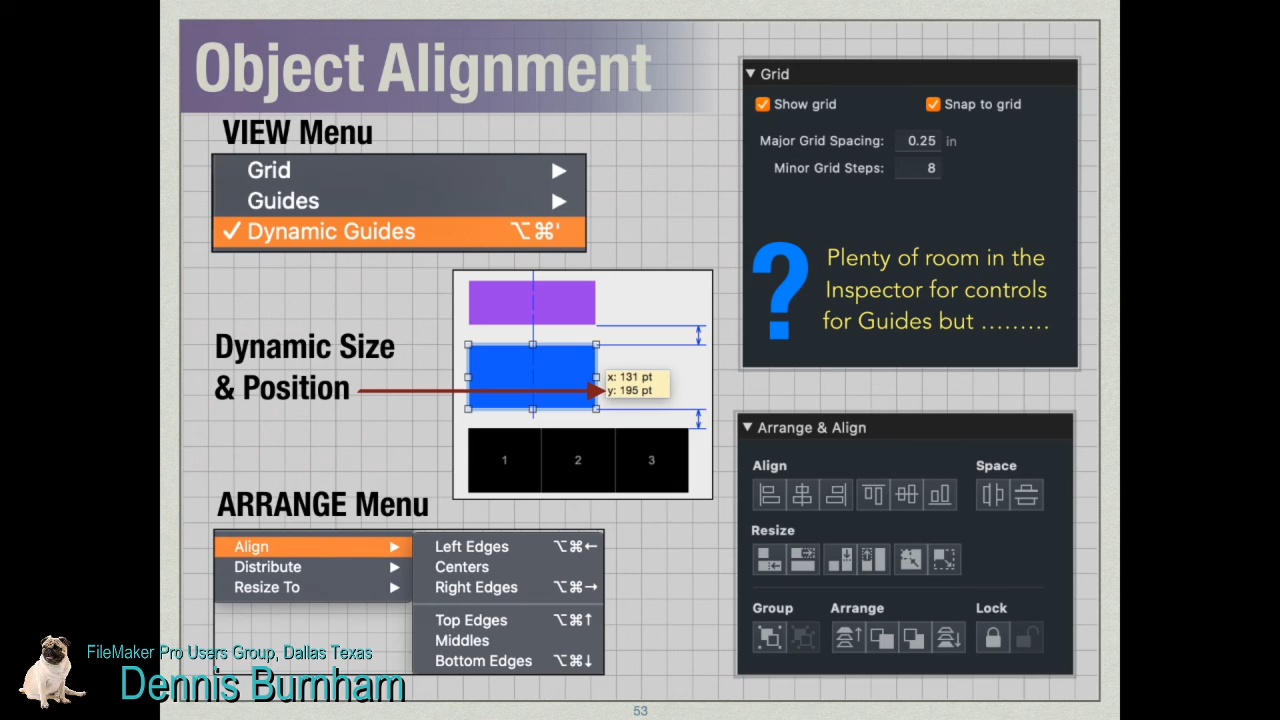 Object Alignment
VIEW Menu
Grid
Guides
✓ Dynamic Guides ⌥⌘'
Dynamic Size
& Position
x: 131 pt
y: 195 pt
1 2 3
ARRANGE Menu
Align
Distribute
Resize To
Left Edges ⌥⌘←
Centers
Right Edges ⌥⌘→
Top Edges ⌥⌘↑
Middles
Bottom Edges ⌥⌘↓
Grid
Show grid Snap to grid
Major Grid Spacing: 0.25 in
Minor Grid Steps: 8
?
Plenty of room in the
Inspector for controls
for Guides but .........
Arrange & Align
Align Space
Resize
Group Arrange Lock
FileMaker Pro Users Group, Dallas Texas
Dennis Burnham
53